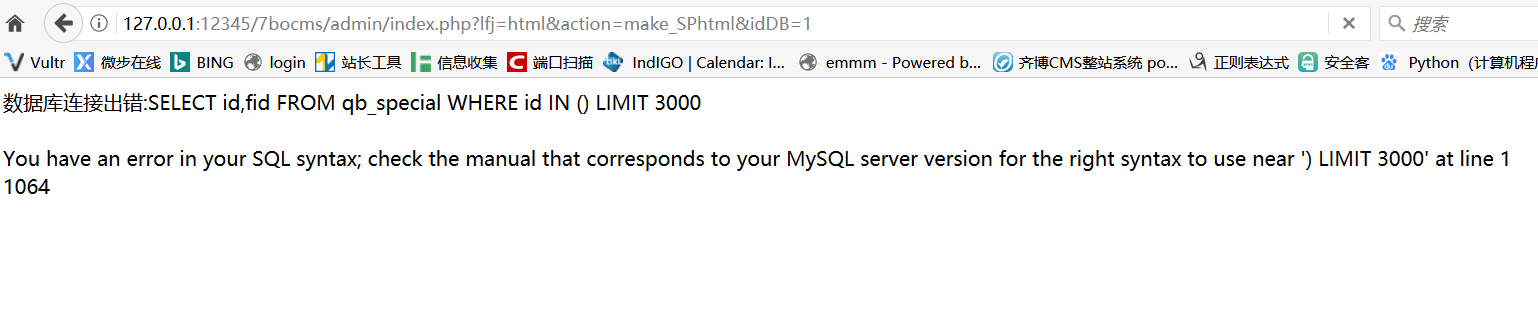 127.0.0.1:12345/7bocms/admin/index.php?lfj=html&action=make_SPhtml&idDB=1 搜索
Vultr 微步在线 BING login 站长工具 信息收集 端口扫描 IndIGO | Calendar: I... emmm - Powered b... 齐博CMS整站系统 po... 正则表达式 安全客 Python（计算机程序
数据库连接出错:SELECT id,fid FROM qb_special WHERE id IN () LIMIT 3000
You have an error in your SQL syntax; check the manual that corresponds to your MySQL server version for the right syntax to use near ') LIMIT 3000' at line 1
1064